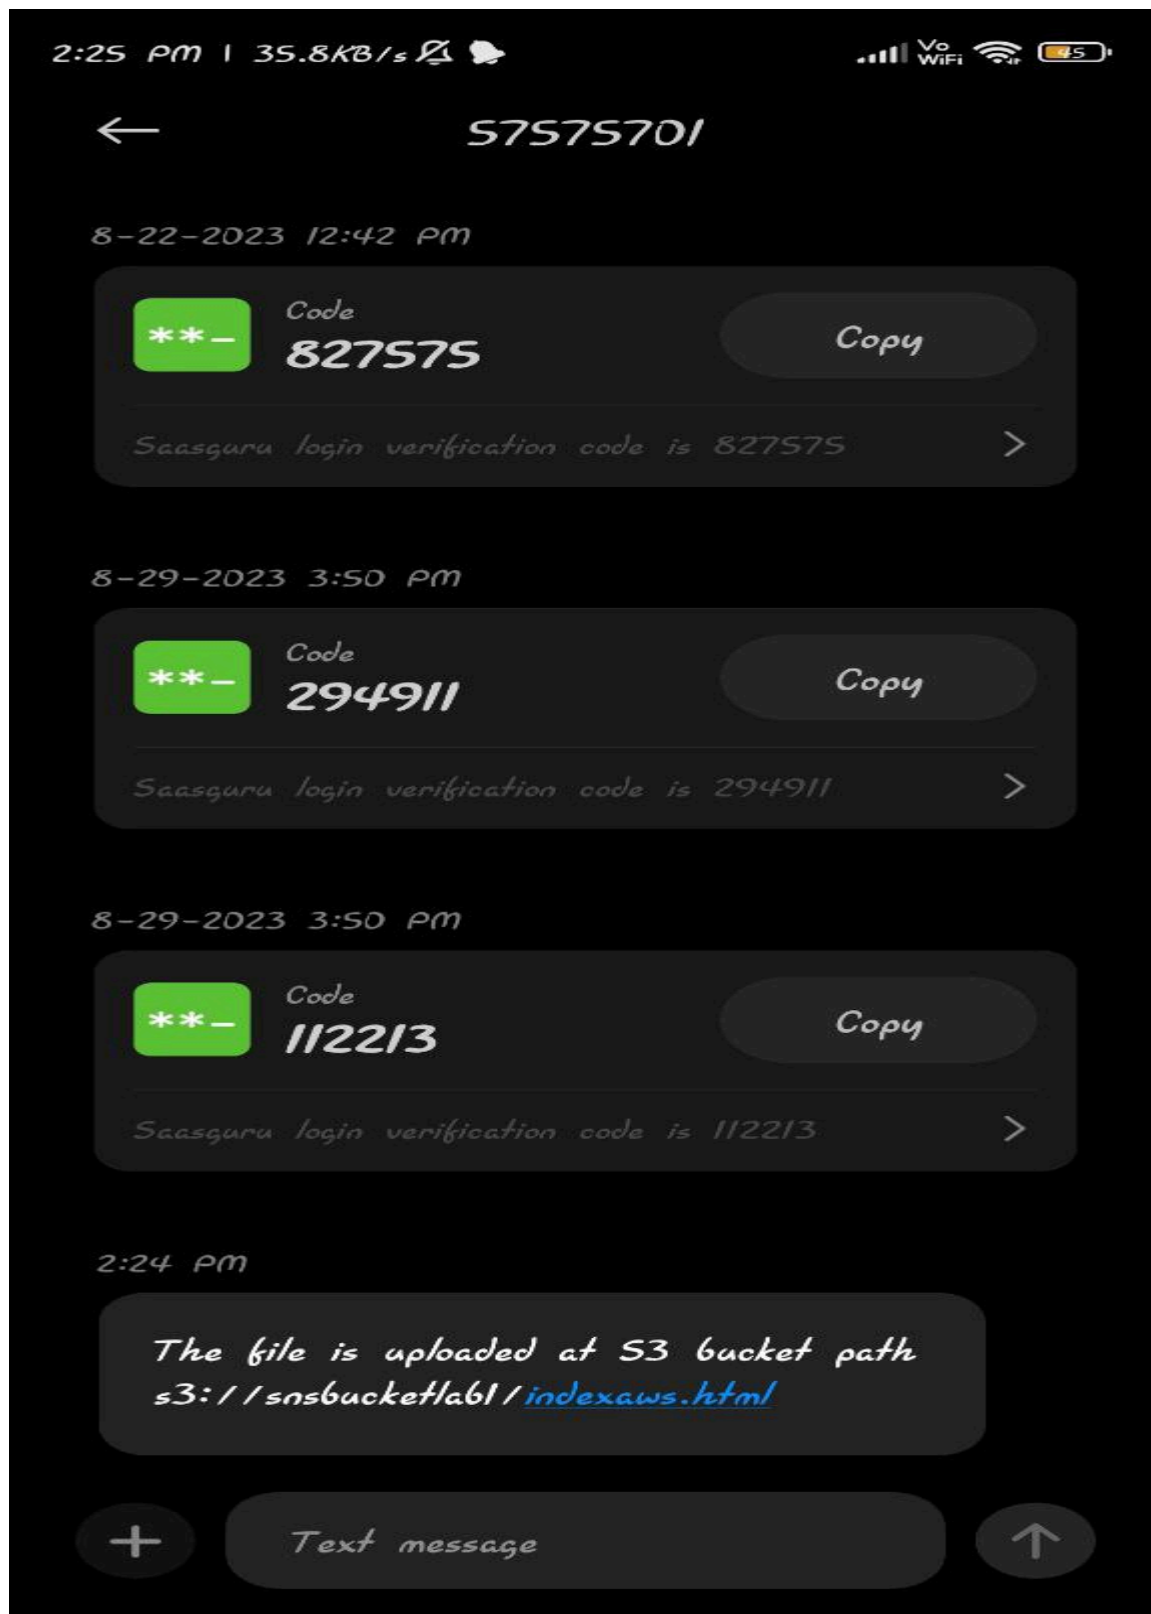 2:25 PM | 35.8KB/s
Vo
WiFi
45
57575701
8-22-2023 12:42 PM
Code
**-
827575
Copy
Saasguru login verification code is 827575
8-29-2023 3:50 PM
Code
**-
294911
Copy
Saasguru login verification code is 294911
8-29-2023 3:50 PM
Code
**-
112213
Copy
Saasguru login verification code is 112213
2:24 PM
The file is uploaded at S3 bucket path
s3://snsbucketlab1/indexaws.html
Text message